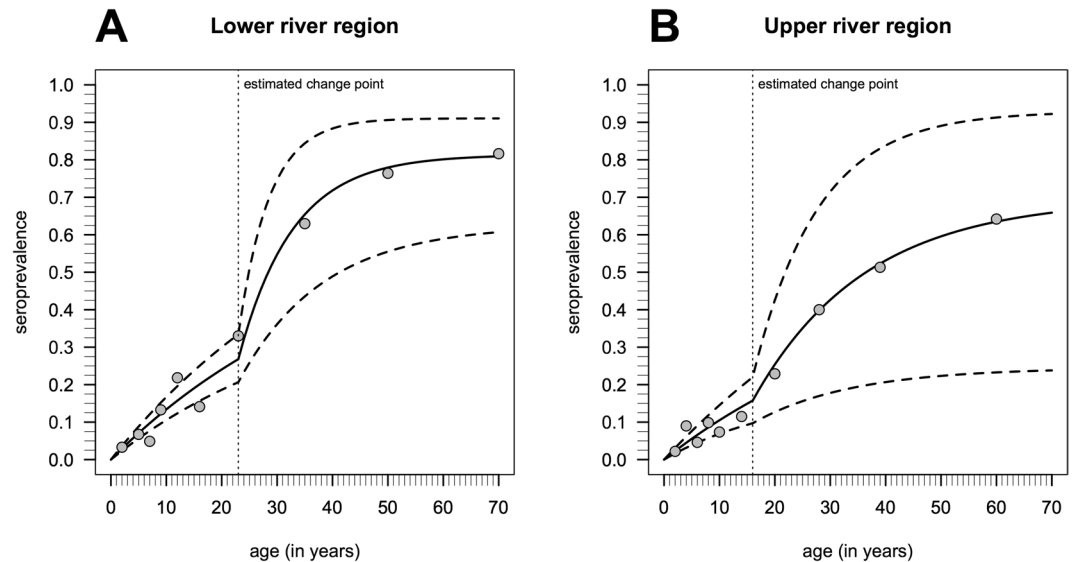 A
Lower river region
estimated change point
1.0
0.9
0.8
0.7
0.6
0.5
0.4
0.3
0.2
0.1
0.0
seroprevalence
0 10 20 30 40 50 60 70
age (in years)
B
Upper river region
estimated change point
1.0
0.9
0.8
0.7
0.6
0.5
0.4
0.3
0.2
0.1
0.0
seroprevalence
0 10 20 30 40 50 60 70
age (in years)